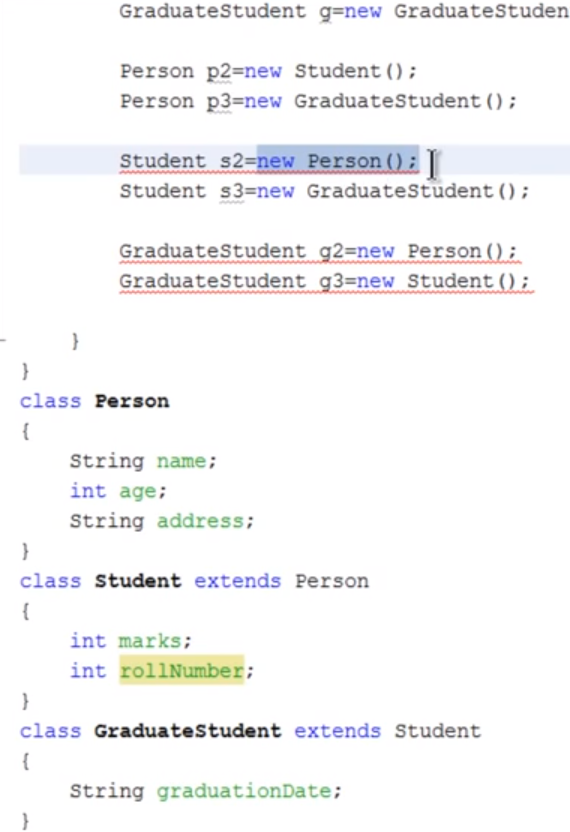 GraduateStudent g=new GraduateStuden
Person p2=new Student();
Person p3=new GraduateStudent();
Student s2=new Person();
Student s3=new GraduateStudent();
GraduateStudent g2=new Person();
GraduateStudent g3=new Student();
}
}
class Person
{
String name;
int age;
String address;
}
class Student extends Person
{
int marks;
int rollNumber;
}
class GraduateStudent extends Student
{
String graduationDate;
}